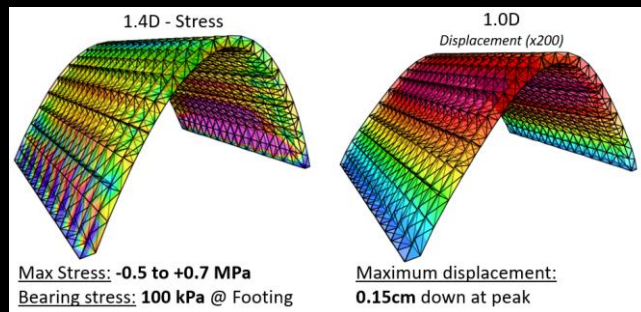 1.4D - Stress
Max Stress: -0.5 to +0.7 MPa
Bearing stress: 100 kPa @ Footing
1.0D
Displacement (x200)
Maximum displacement:
0.15cm down at peak